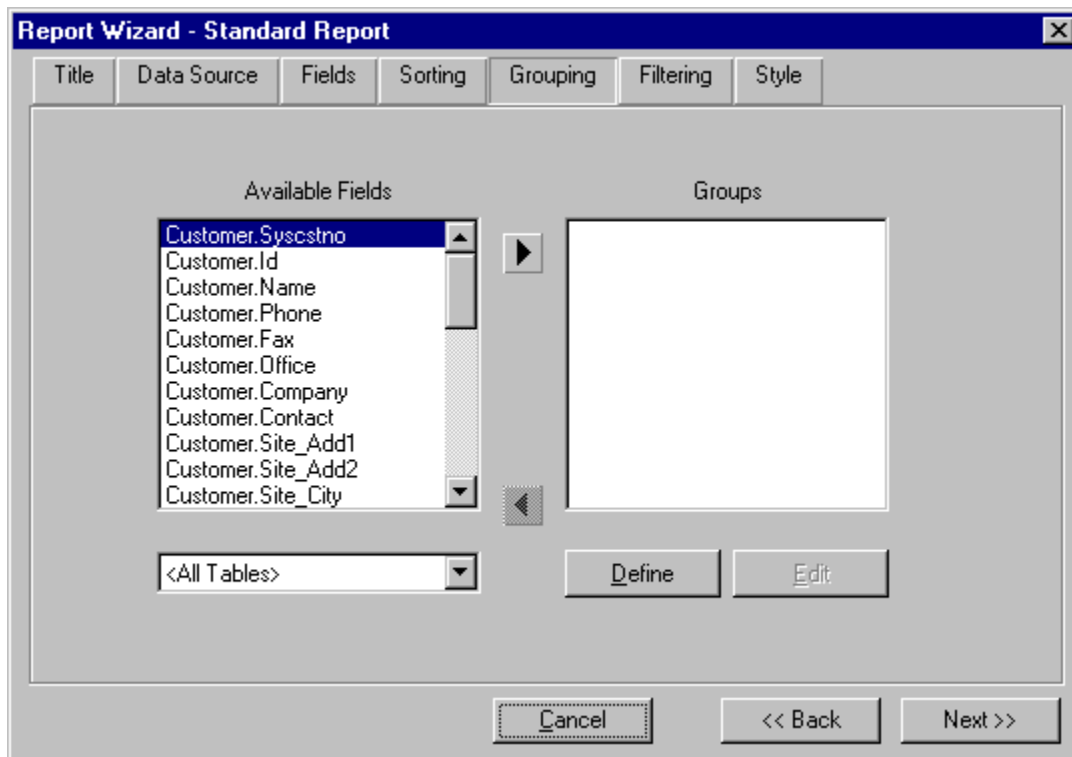 Report Wizard - Standard Report
Title Data Source Fields Sorting Grouping Filtering Style
Available Fields Groups
Customer.Syscstno
Customer.Id
Customer.Name
Customer.Phone
Customer.Fax
Customer.Office
Customer.Company
Customer.Contact
Customer.Site_Add1
Customer.Site_Add2
Customer.Site_City
<All Tables> Define Edit
Cancel << Back Next >>